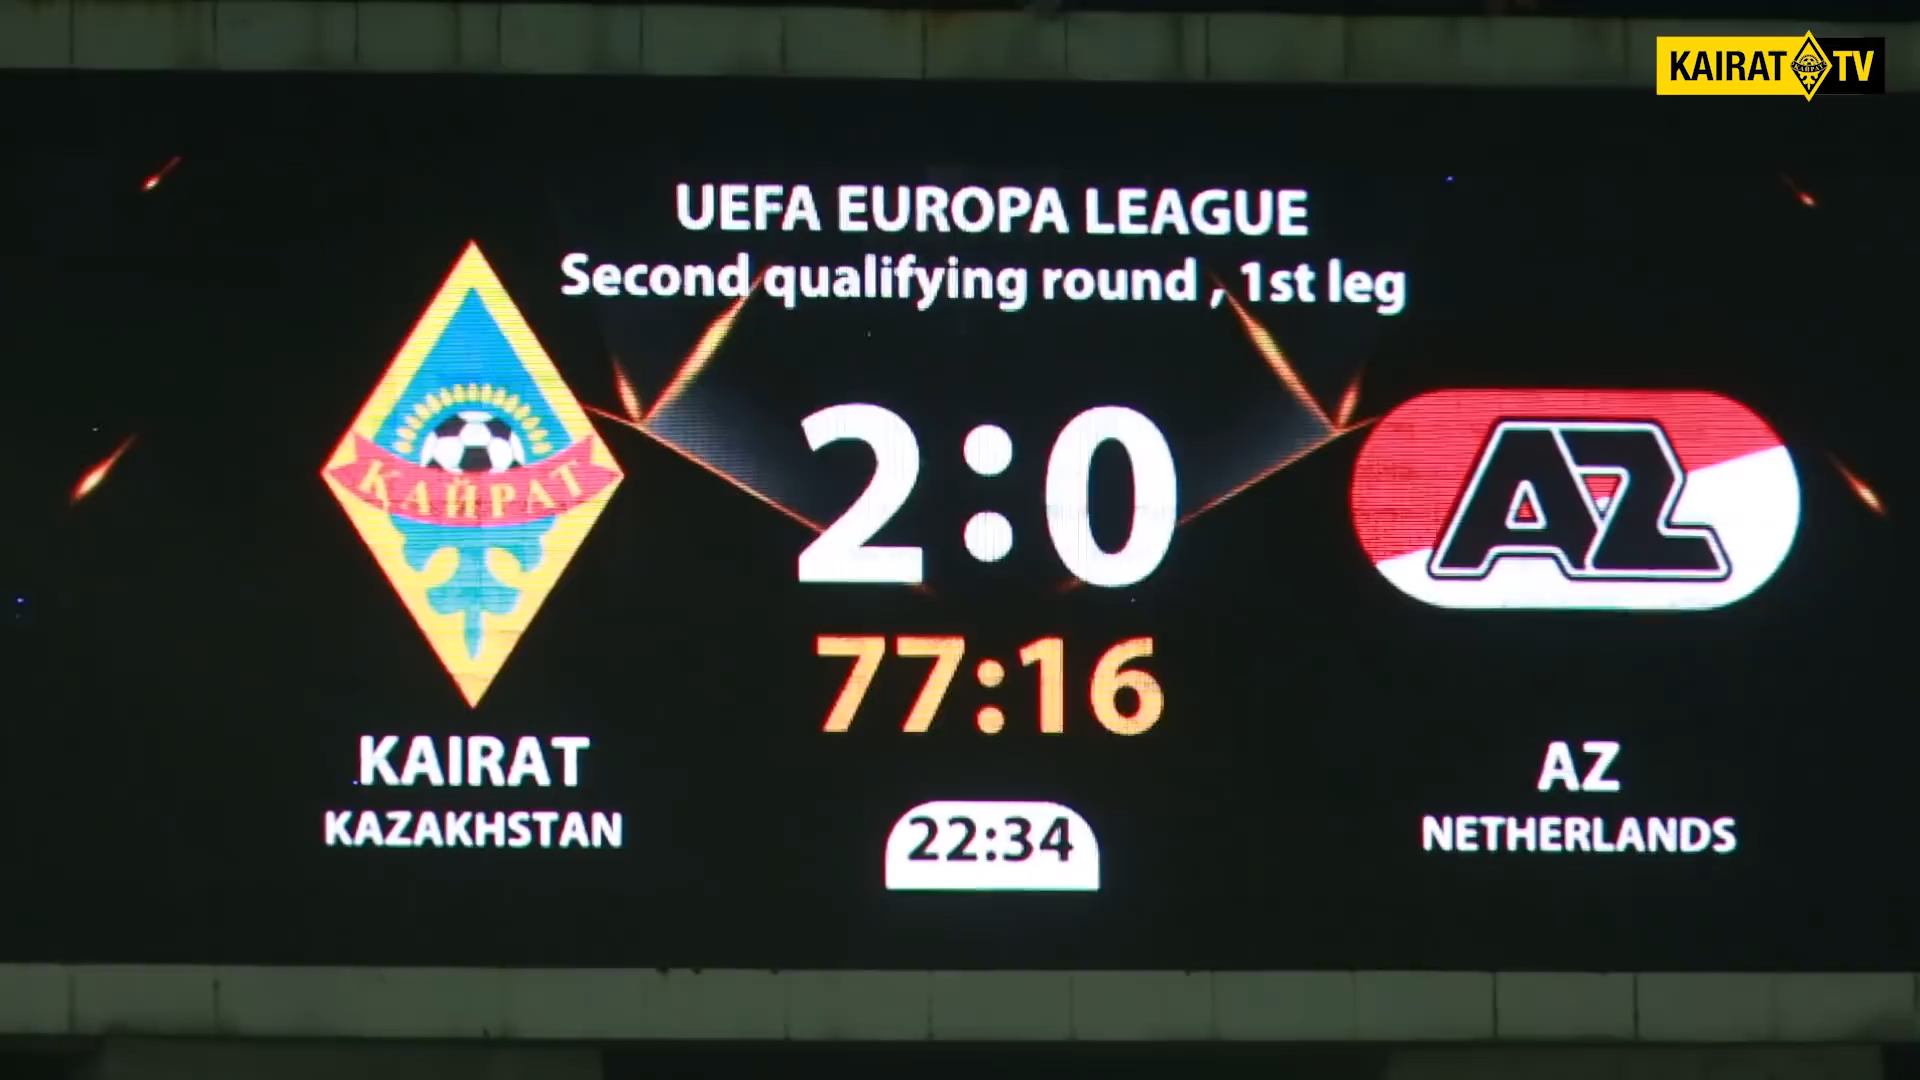 KAIRAT TV
UEFA EUROPA LEAGUE
Second qualifying round , 1st leg
2:0
ҚАЙРАТ
AZ
77:16
KAIRAT
KAZAKHSTAN
AZ
NETHERLANDS
22:34